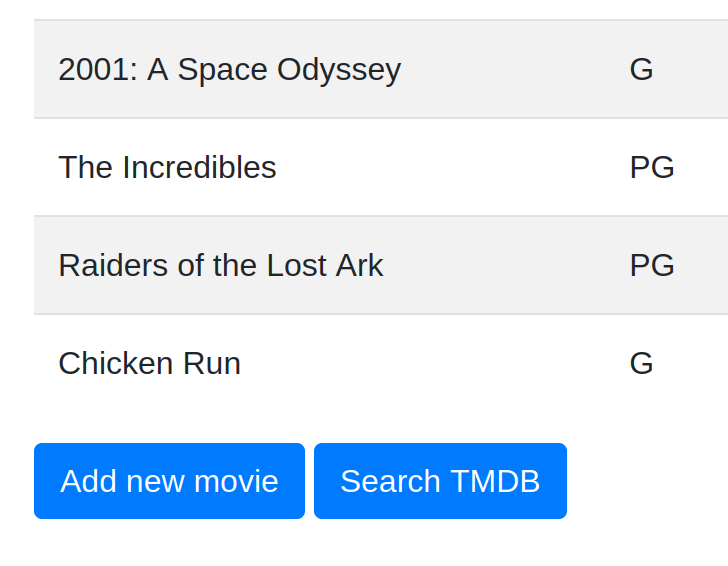 2001: A Space Odyssey G
The Incredibles PG
Raiders of the Lost Ark PG
Chicken Run G
Add new movie Search TMDB